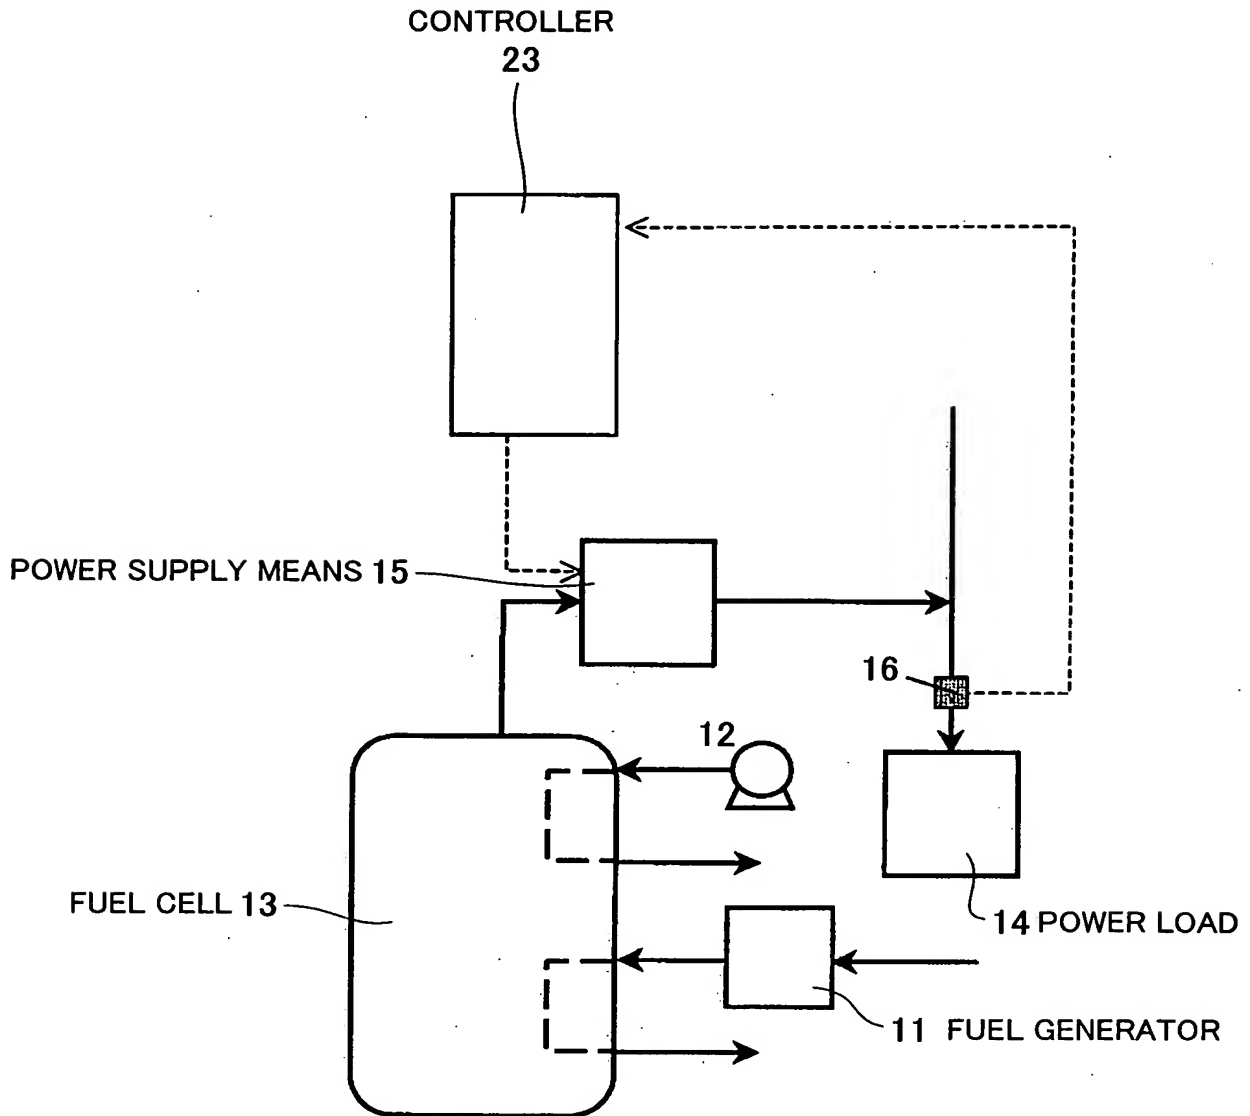 CONTROLLER
23
POWER SUPPLY MEANS 15
16
12
FUEL CELL 13
14 POWER LOAD
11 FUEL GENERATOR